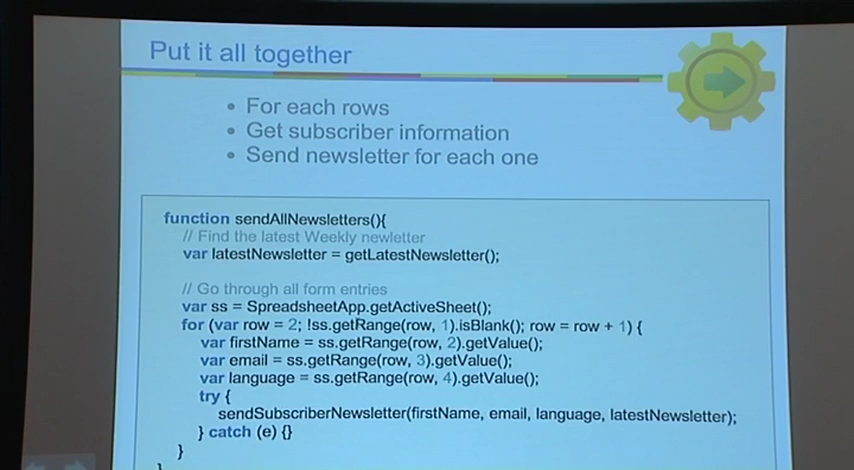 Put it all together
• For each rows
• Get subscriber information
• Send newsletter for each one
function sendAllNewsletters(){
// Find the latest Weekly newletter
var latestNewsletter = getLatestNewsletter();
// Go through all form entries
var ss = SpreadsheetApp.getActiveSheet();
for (var row = 2; !ss.getRange(row, 1).isBlank(); row = row + 1) {
var firstName = ss.getRange(row, 2).getValue();
var email = ss.getRange(row, 3).getValue();
var language = ss.getRange(row, 4).getValue();
try {
sendSubscriberNewsletter(firstName, email, language, latestNewsletter);
} catch (e) {}
}
}